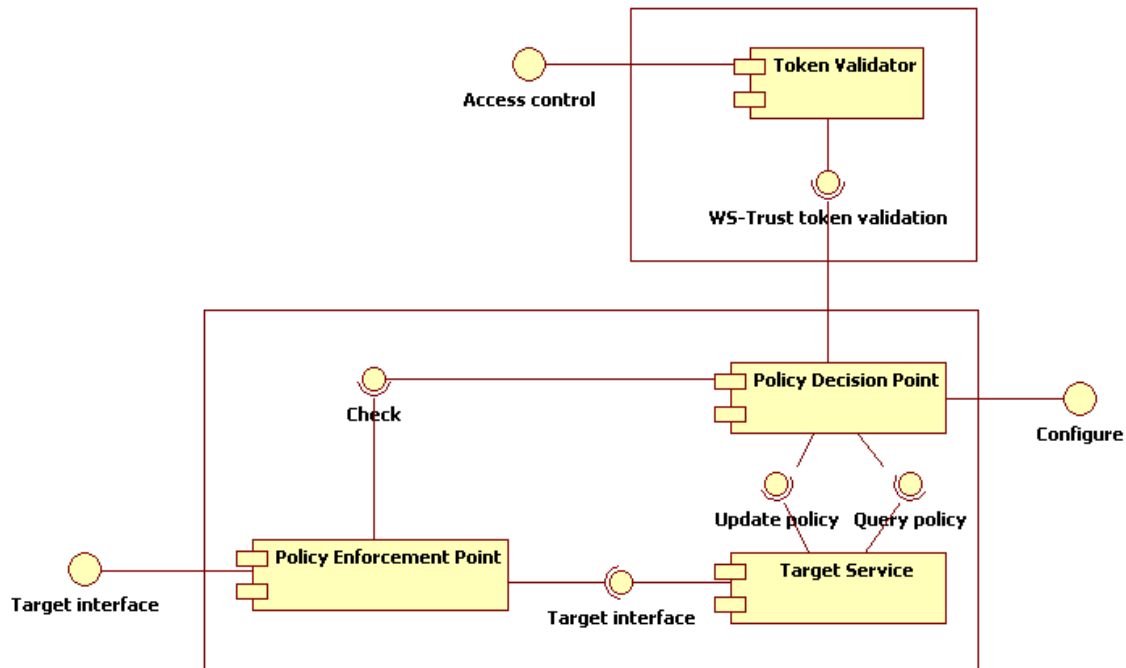 Token Validator
Access control
WS-Trust token validation
Policy Decision Point
Check
Configure
Update policy
Query policy
Policy Enforcement Point
Target Service
Target interface
Target interface